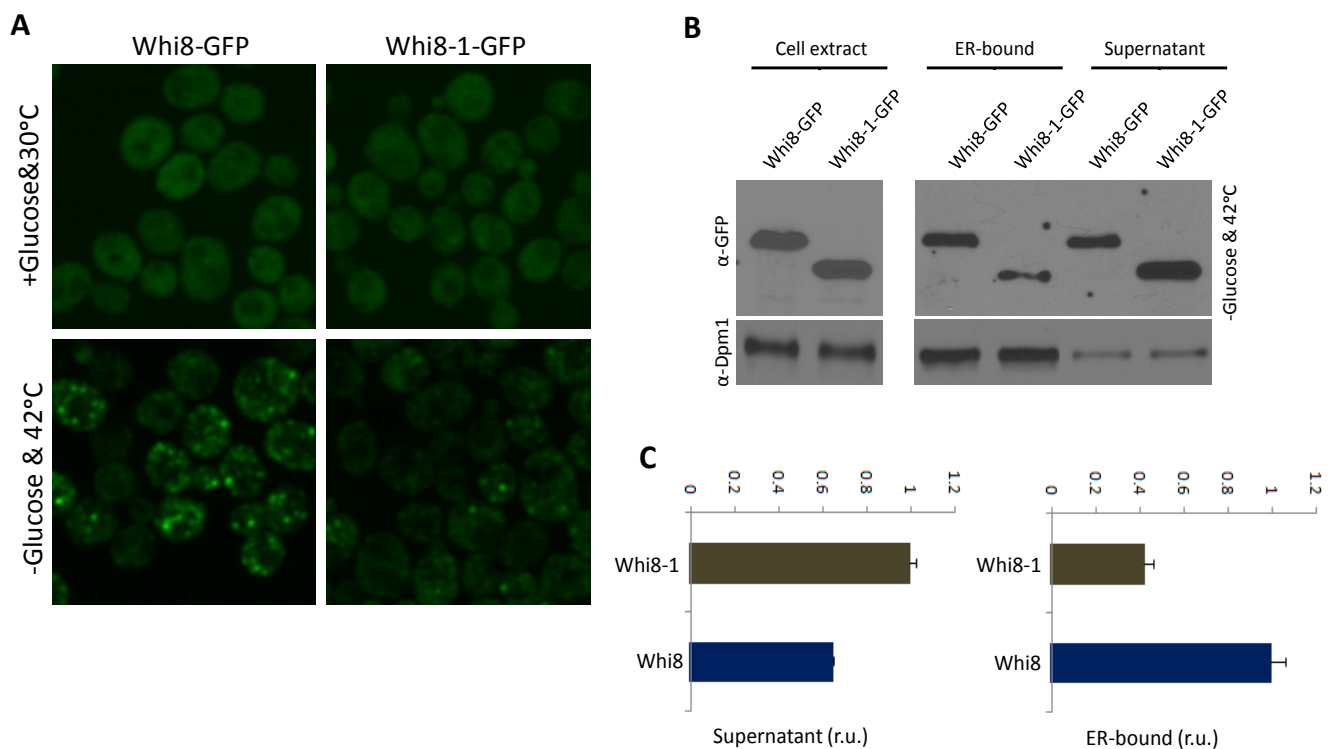 A
Whi8-GFP
Whi8-1-GFP
+Glucose&30°C
-Glucose & 42°C
B
Cell extract
ER-bound
Supernatant
Whi8-GFP
Whi8-1-GFP
Whi8-GFP
Whi8-1-GFP
Whi8-GFP
Whi8-1-GFP
α-GFP
α-Dpm1
-Glucose & 42°C
C
0 0.2 0.4 0.6 0.8 1 1.2
Whi8-1
Whi8
Supernatant (r.u.)
0 0.2 0.4 0.6 0.8 1 1.2
Whi8-1
Whi8
ER-bound (r.u.)